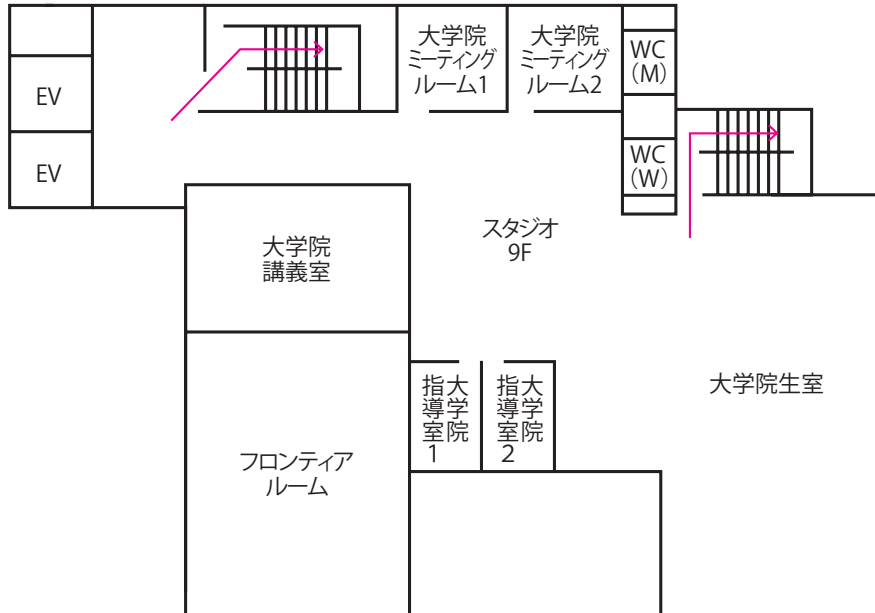 大学院
ミーティング
ルーム1
大学院
ミーティング
ルーム2
WC
(M)
EV
EV
WC
(W)
スタジオ
9F
大学院
講義室
大学院
指導室
1
大学院
指導室
2
大学院生室
フロンティア
ルーム